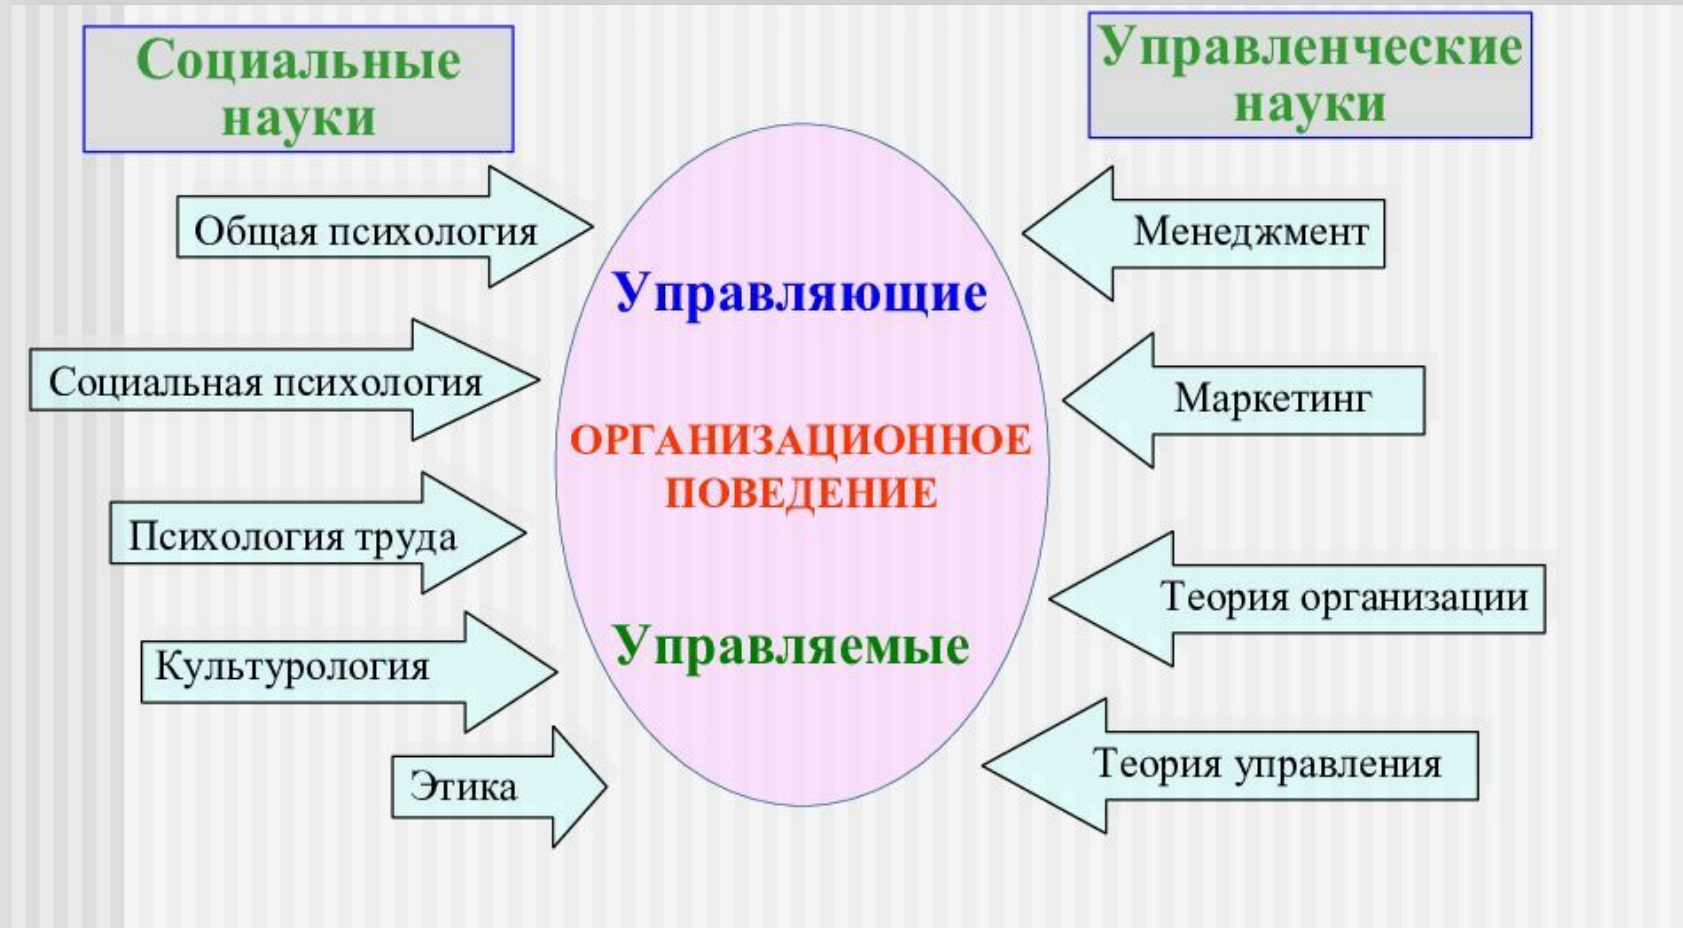 Социальные
науки
Общая психология
Социальная психология
Психология труда
Культурология
Этика
Управляющие
ОРГАНИЗАЦИОННОЕ
ПОВЕДЕНИЕ
Управляемые
Управленческие
науки
Менеджмент
Маркетинг
Теория организации
Теория управления